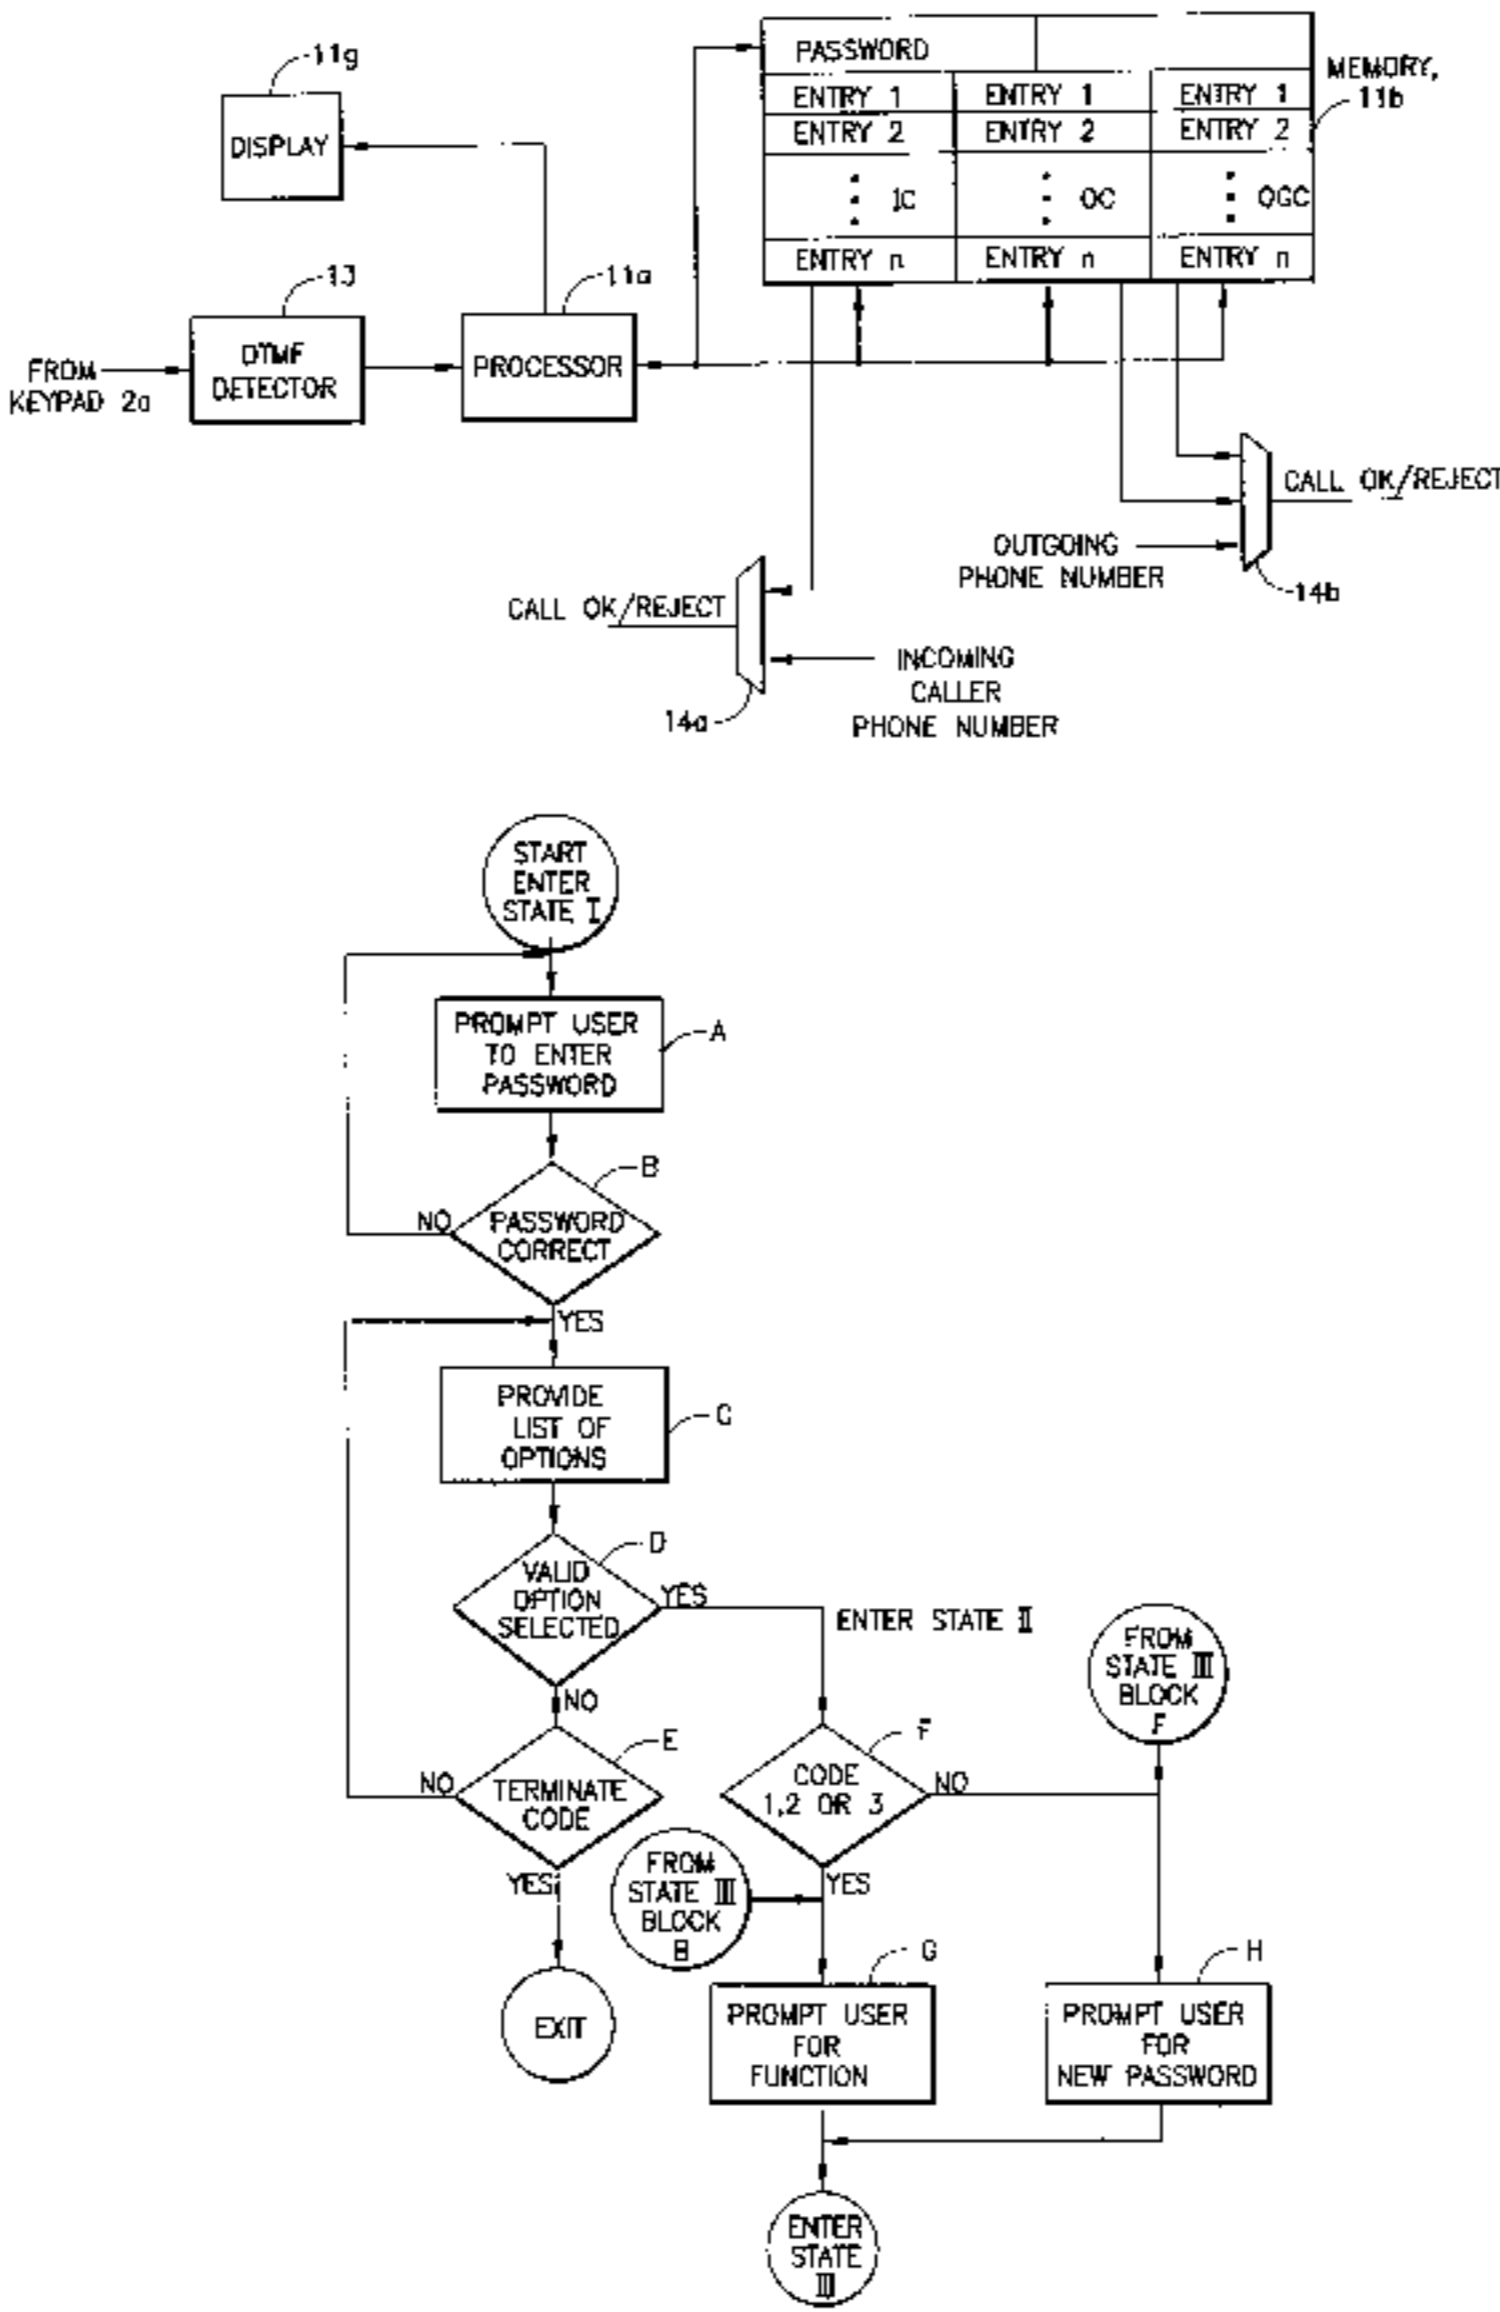 11g
DISPLAY
PASSWORD
MEMORY,
11b
ENTRY 1
ENTRY 1
ENTRY 1
ENTRY 2
ENTRY 2
ENTRY 2
IC
OC
OGC
ENTRY n
ENTRY n
ENTRY n
13
11a
FROM
KEYPAD 2a
DTMF
DETECTOR
PROCESSOR
CALL OK/REJECT
OUTGOING
PHONE NUMBER
14b
CALL OK/REJECT
INCOMING
CALLER
PHONE NUMBER
14a
START
ENTER
STATE I
PROMPT USER
TO ENTER
PASSWORD
A
B
NO
PASSWORD
CORRECT
YES
PROVIDE
LIST OF
OPTIONS
C
D
VALID
OPTION
SELECTED
YES
ENTER STATE II
NO
FROM
STATE III
BLOCK
F
E
NO
TERMINATE
CODE
YES
F
CODE
1,2 OR 3
NO
YES
FROM
STATE III
BLOCK
B
EXIT
G
PROMPT USER
FOR
FUNCTION
H
PROMPT USER
FOR
NEW PASSWORD
ENTER
STATE
III